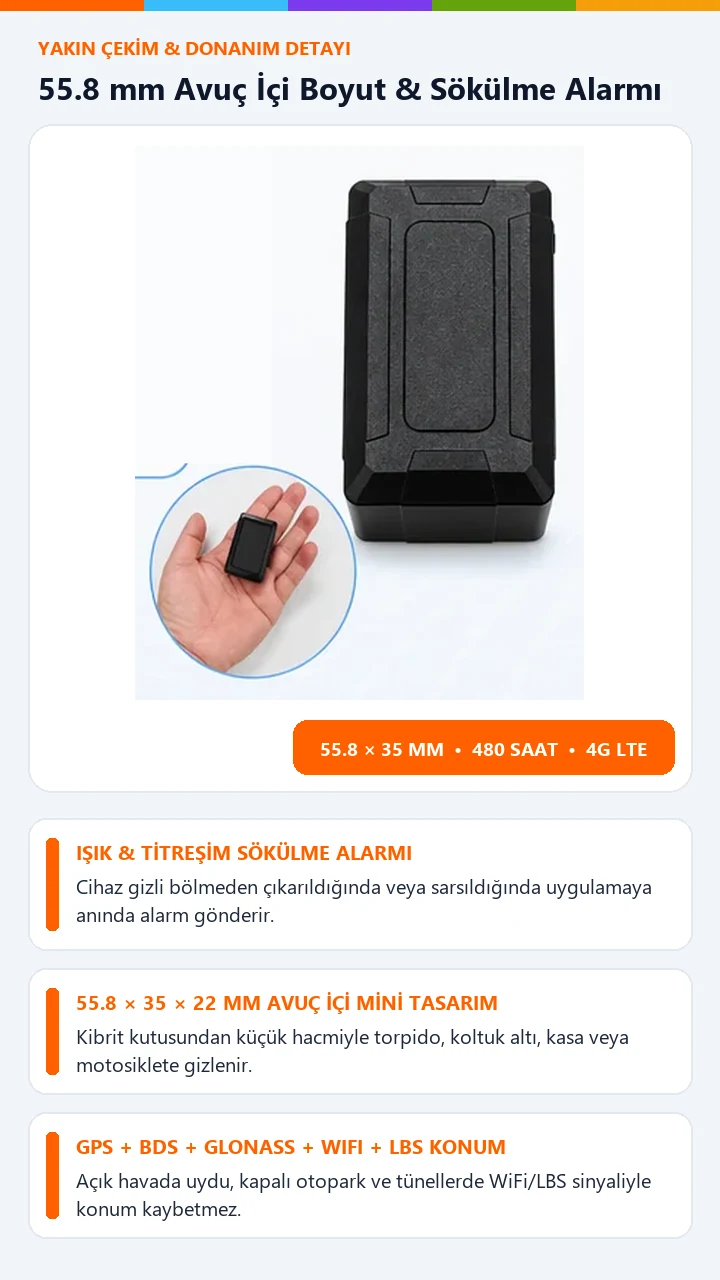 YAKIN ÇEKİM & DONANIM DETAYI
55.8 mm Avuç İçi Boyut & Sökülme Alarmı
55.8 × 35 MM • 480 SAAT • 4G LTE
IŞIK & TİTREŞİM SÖKÜLME ALARMI
Cihaz gizli bölmeden çıkarıldığında veya sarsıldığında uygulamaya
anında alarm gönderir.
55.8 × 35 × 22 MM AVUÇ İÇİ MİNİ TASARIM
Kibrit kutusundan küçük hacmiyle torpido, koltuk altı, kasa veya
motosiklete gizlenir.
GPS + BDS + GLONASS + WIFI + LBS KONUM
Açık havada uydu, kapalı otopark ve tünellerde WiFi/LBS sinyaliyle
konum kaybetmez.